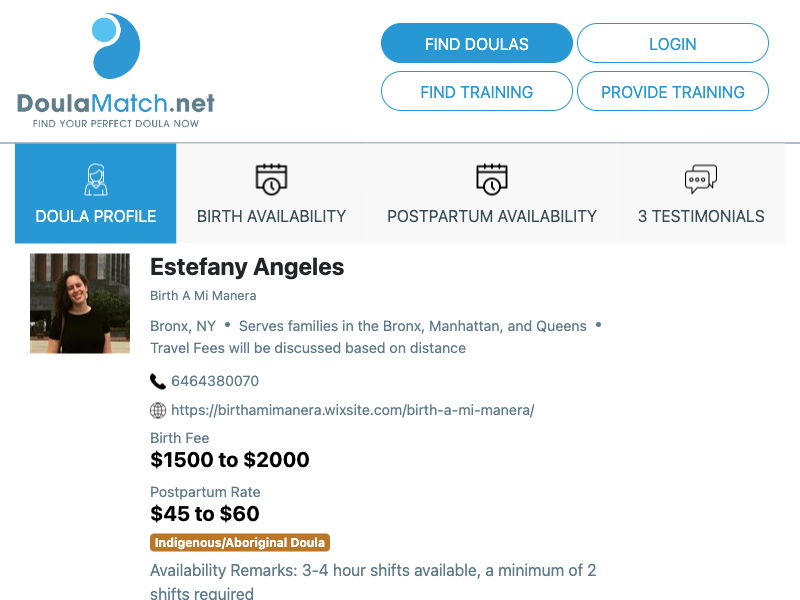 DoulaMatch.net
FIND YOUR PERFECT DOULA NOW
FIND DOULAS
LOGIN
FIND TRAINING
PROVIDE TRAINING
DOULA PROFILE
BIRTH AVAILABILITY
POSTPARTUM AVAILABILITY
3 TESTIMONIALS
Estefany Angeles
Birth A Mi Manera
Bronx, NY • Serves families in the Bronx, Manhattan, and Queens •
Travel Fees will be discussed based on distance
6464380070
https://birthamimanera.wixsite.com/birth-a-mi-manera/
Birth Fee
$1500 to $2000
Postpartum Rate
$45 to $60
Indigenous/Aboriginal Doula
Availability Remarks: 3-4 hour shifts available, a minimum of 2
shifts required